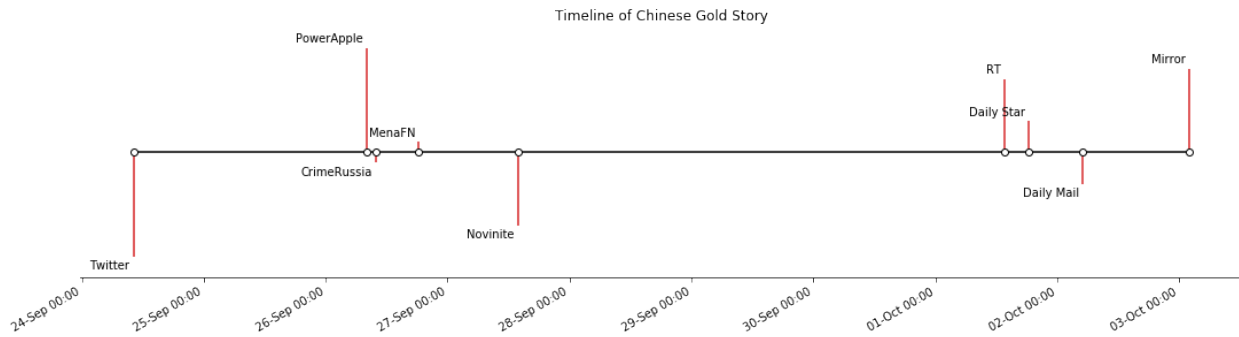 Timeline of Chinese Gold Story
PowerApple
Mirror
RT
Daily Star
MenaFN
CrimeRussia
Daily Mail
Novinite
Twitter
24-Sep 00:00
25-Sep 00:00
26-Sep 00:00
27-Sep 00:00
28-Sep 00:00
29-Sep 00:00
30-Sep 00:00
01-Oct 00:00
02-Oct 00:00
03-Oct 00:00